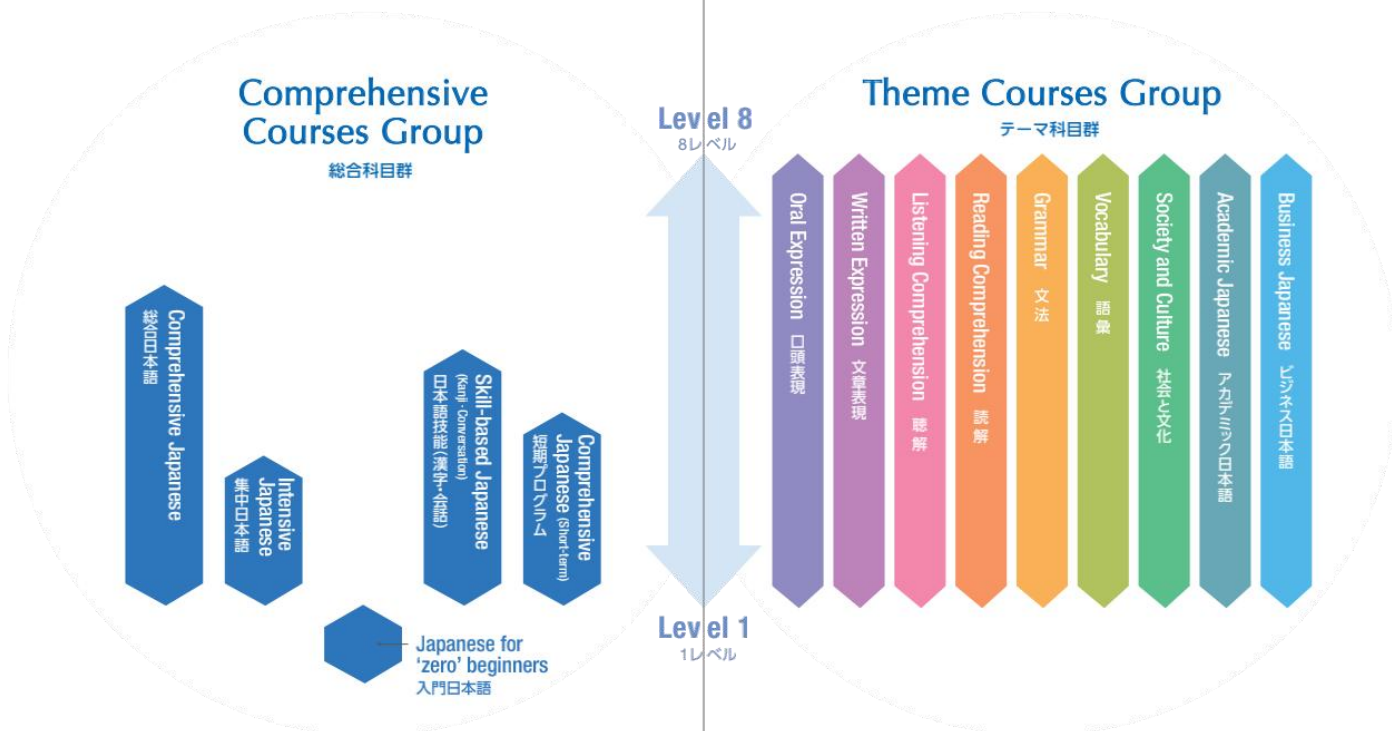 Comprehensive
Courses Group
総合科目群
Comprehensive Japanese
総合日本語
Intensive
Japanese
集中日本語
Japanese for
‘zero’ beginners
入門日本語
Skill-based Japanese
(Kanji · Conversation)
日本語技能(漢字・会話)
Comprehensive
Japanese (Short-term)
短期プログラム
Level 8
8レベル
Level 1
1レベル
Theme Courses Group
テーマ科目群
Oral Expression 口頭表現
Written Expression 文章表現
Listening Comprehension 聴解
Reading Comprehension 読解
Grammar 文法
Vocabulary 語彙
Society and Culture 社会と文化
Academic Japanese アカデミック日本語
Business Japanese ビジネス日本語